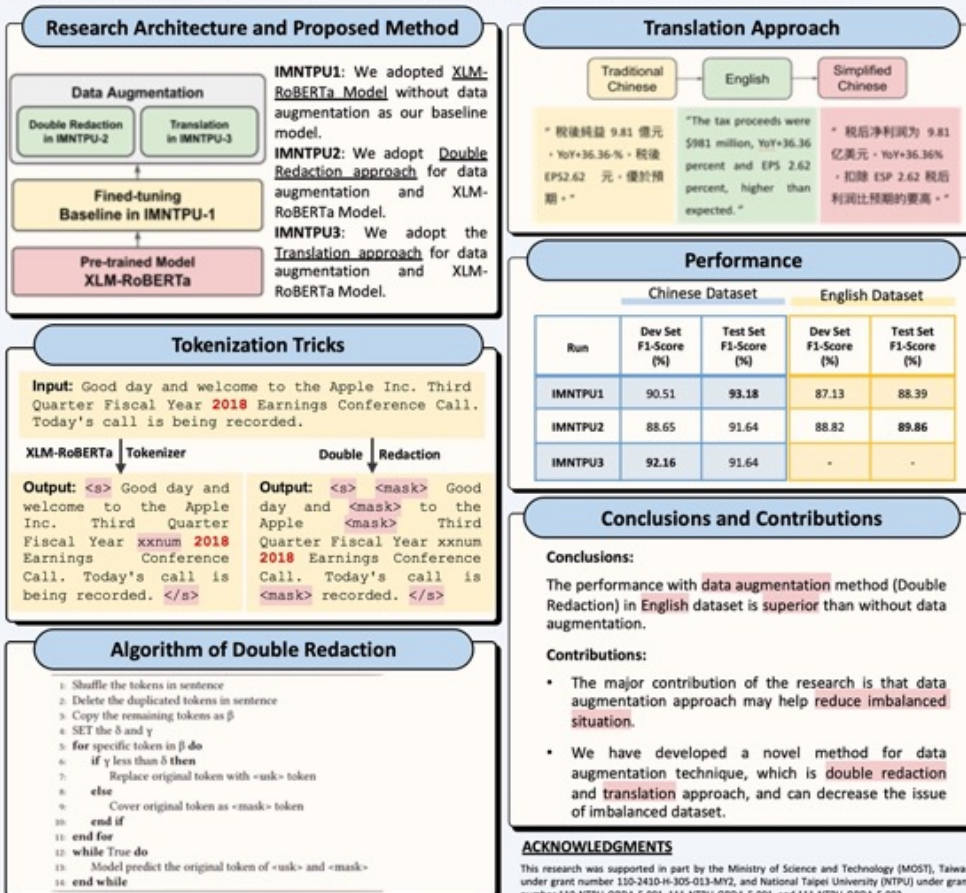 Research Architecture and Proposed Method
Data Augmentation
Double Redaction
in IMNTPU-2
Translation
in IMNTPU-3
Fined-tuning
Baseline in IMNTPU-1
Pre-trained Model
XLM-RoBERTa
IMNTPU1: We adopted XLM-
RoBERTa Model without data
augmentation as our baseline
model.
IMNTPU2: We adopt Double
Redaction approach for data
augmentation and XLM-
RoBERTa Model.
IMNTPU3: We adopt the
Translation approach for data
augmentation and XLM-
RoBERTa Model.
Tokenization Tricks
Input: Good day and welcome to the Apple Inc. Third
Quarter Fiscal Year 2018 Earnings Conference Call.
Today's call is being recorded.
XLM-RoBERTa Tokenizer
Double Redaction
Output: <s> Good day and
welcome to the Apple
Inc. Third Quarter
Fiscal Year xxnum 2018
Earnings Conference
Call. Today's call is
being recorded. </s>
Output: <s> <mask> Good
day and <mask> to the
Apple <mask> Third
Quarter Fiscal Year xxnum
2018 Earnings Conference
Call. Today's call is
<mask> recorded. </s>
Algorithm of Double Redaction
1: Shuffle the tokens in sentence
2: Delete the duplicated tokens in sentence
3: Copy the remaining tokens as β
4: SET the δ and γ
5: for specific token in β do
6: if γ less than δ then
7: Replace original token with <usk> token
8: else
9: Cover original token as <mask> token
10: end if
11: end for
12: while True do
13: Model predict the original token of <usk> and <mask>
14: end while
Translation Approach
Traditional
Chinese
English
Simplified
Chinese
" 税後純益 9.81 億元
，YoY+36.36-%，税後
EPS2.62 元，優於預
期。"
"The tax proceeds were
$981 million, YoY+36.36
percent and EPS 2.62
percent, higher than
expected. "
" 税后净利润为 9.81
亿美元，YoY+36.36%
，扣除 ESP 2.62 税后
利润比预期的要高。"
Performance
Chinese Dataset
English Dataset
Run
Dev Set
F1-Score
(%)
Test Set
F1-Score
(%)
Dev Set
F1-Score
(%)
Test Set
F1-Score
(%)
IMNTPU1 90.51 93.18 87.13 88.39
IMNTPU2 88.65 91.64 88.82 89.86
IMNTPU3 92.16 91.64 - -
Conclusions and Contributions
Conclusions:
The performance with data augmentation method (Double
Redaction) in English dataset is superior than without data
augmentation.
Contributions:
• The major contribution of the research is that data
augmentation approach may help reduce imbalanced
situation.
• We have developed a novel method for data
augmentation technique, which is double redaction
and translation approach, and can decrease the issue
of imbalanced dataset.
ACKNOWLEDGMENTS
This research was supported in part by the Ministry of Science and Technology (MOST), Taiwa
under grant number 110-2410-H-305-013-MY2, and National Taipei University (NTPU) under gran